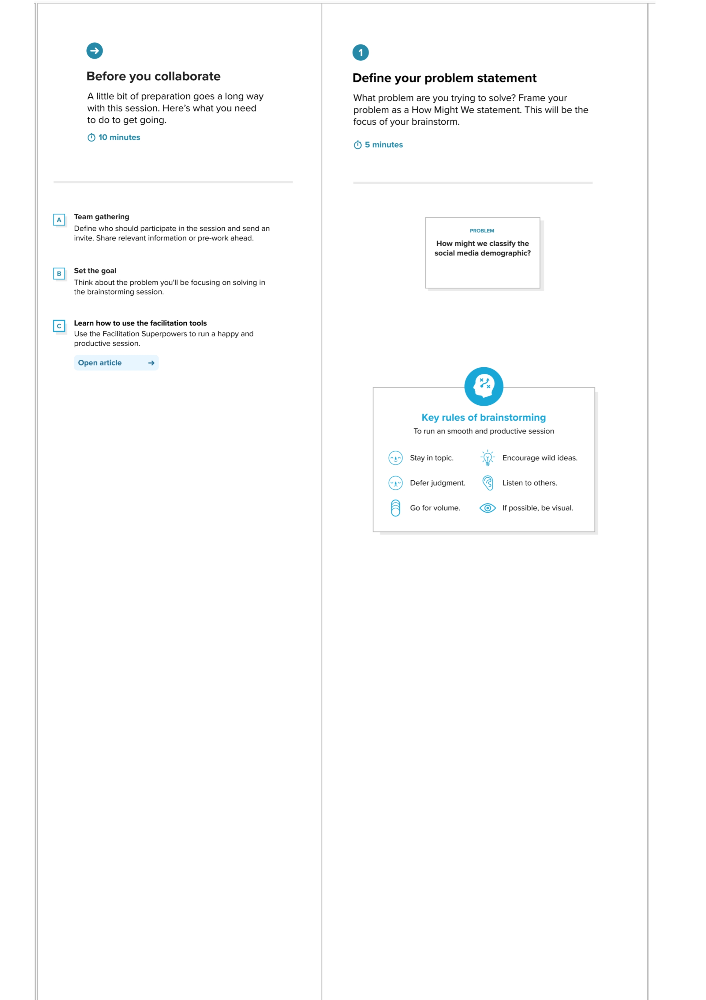 Before you collaborate
A little bit of preparation goes a long way
with this session. Here’s what you need
to do to get going.
10 minutes
A
Team gathering
Define who should participate in the session and send an
invite. Share relevant information or pre-work ahead.
B
Set the goal
Think about the problem you'll be focusing on solving in
the brainstorming session.
C
Learn how to use the facilitation tools
Use the Facilitation Superpowers to run a happy and
productive session.
Open article
1
Define your problem statement
What problem are you trying to solve? Frame your
problem as a How Might We statement. This will be the
focus of your brainstorm.
5 minutes
PROBLEM
How might we classify the
social media demographic?
Key rules of brainstorming
To run an smooth and productive session
Stay in topic.
Encourage wild ideas.
Defer judgment.
Listen to others.
Go for volume.
If possible, be visual.